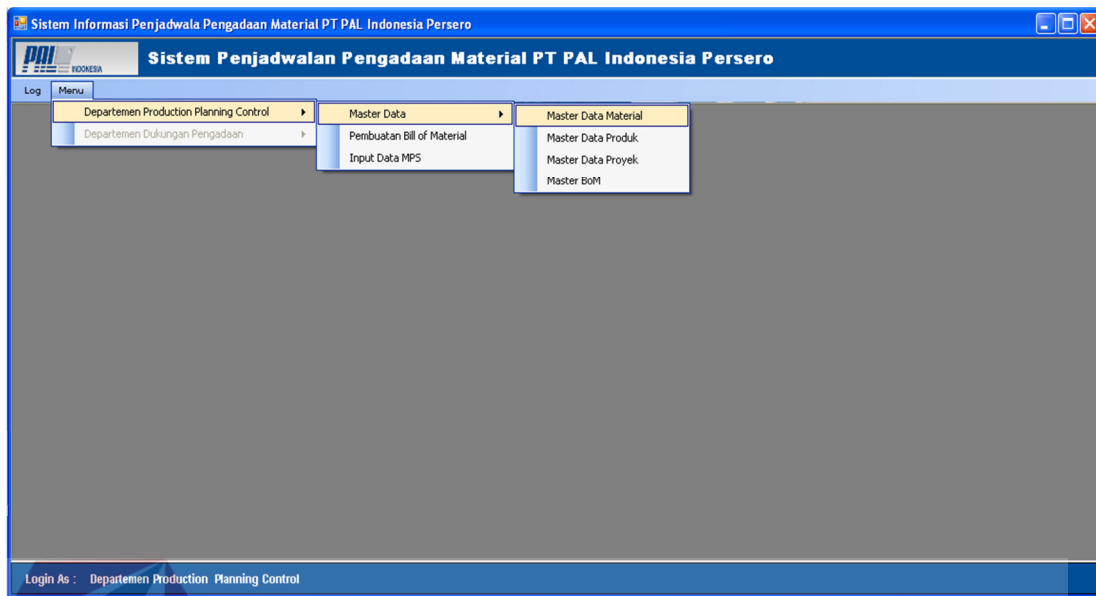 Sistem Informasi Penjadwala Pengadaan Material PT PAL Indonesia Persero
PAL INDONESIA
Sistem Penjadwalan Pengadaan Material PT PAL Indonesia Persero
Log Menu
Departemen Production Planning Control Master Data Master Data Material
Departemen Dukungan Pengadaan Pembuatan Bill of Material Master Data Produk
Input Data MPS Master Data Proyek
Master BoM
Login As : Departemen Production Planning Control